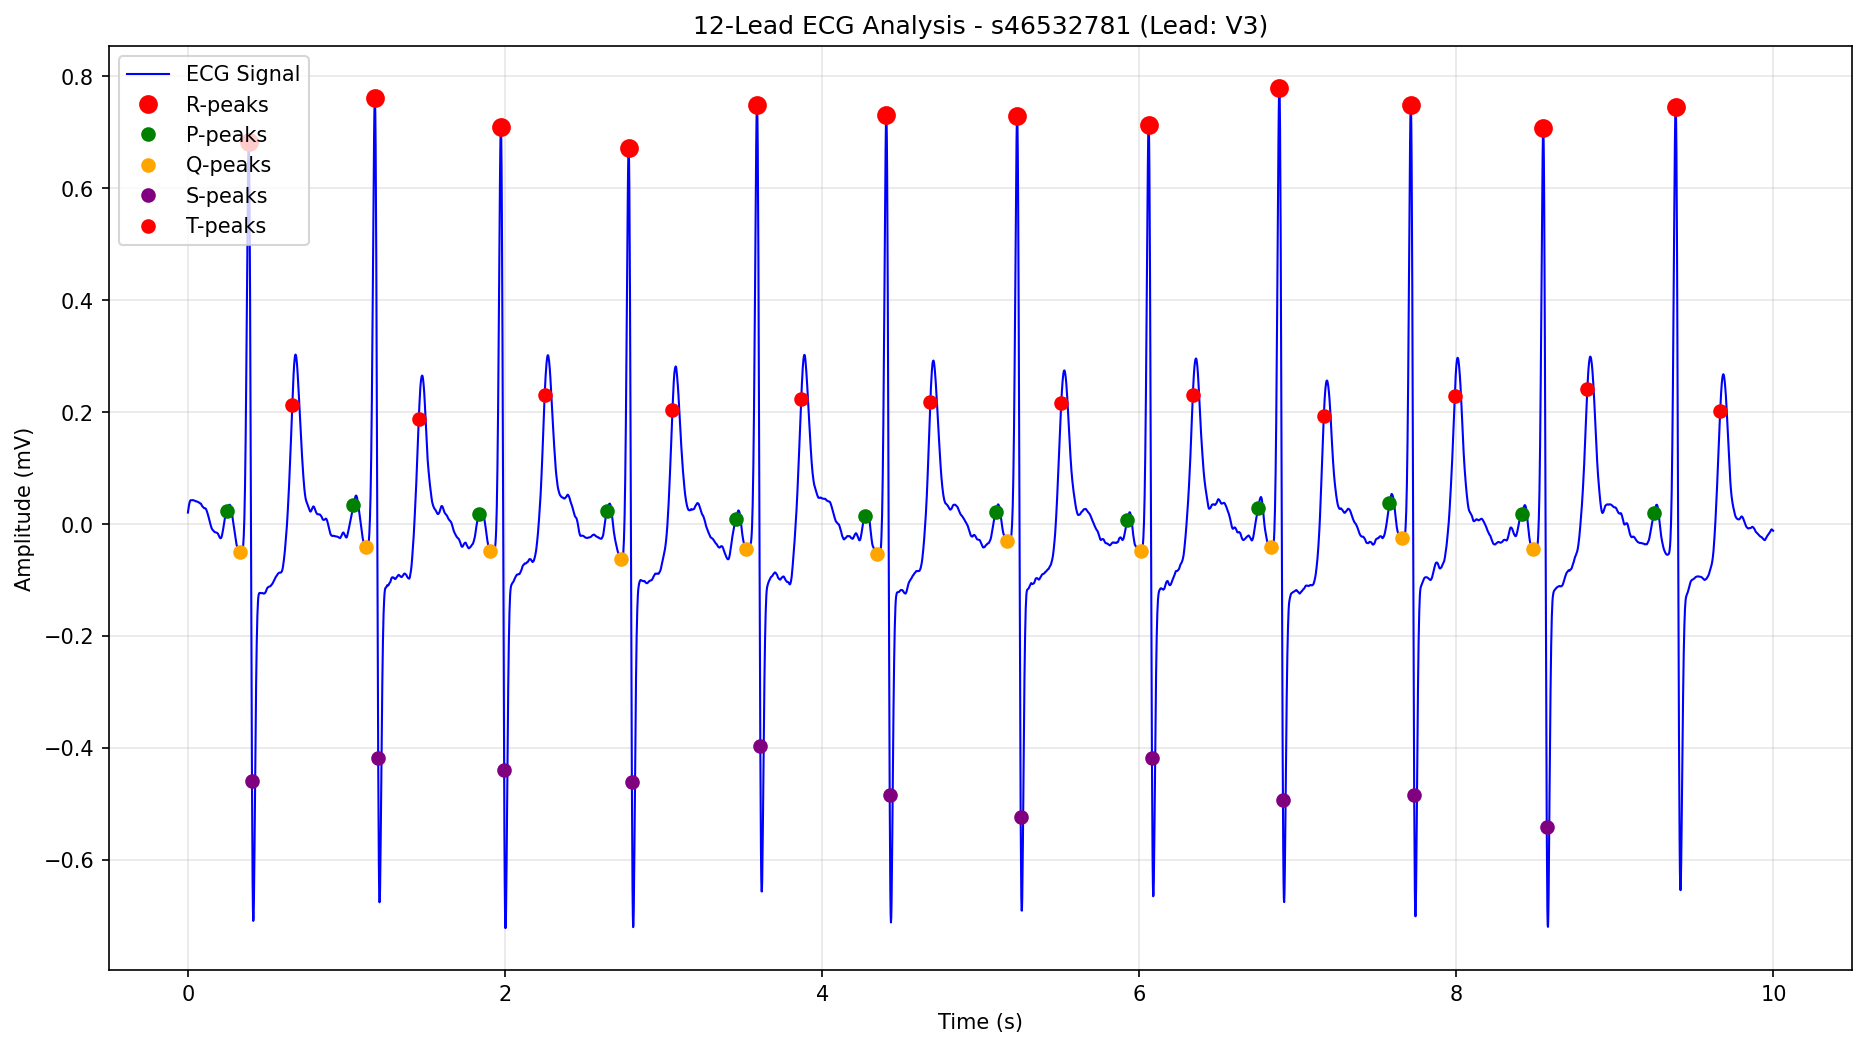 12-Lead ECG Analysis - s46532781 (Lead: V3)
ECG Signal
R-peaks
P-peaks
Q-peaks
S-peaks
T-peaks
Amplitude (mV)
0.8
0.6
0.4
0.2
0.0
−0.2
−0.4
−0.6
0
2
4
6
8
10
Time (s)